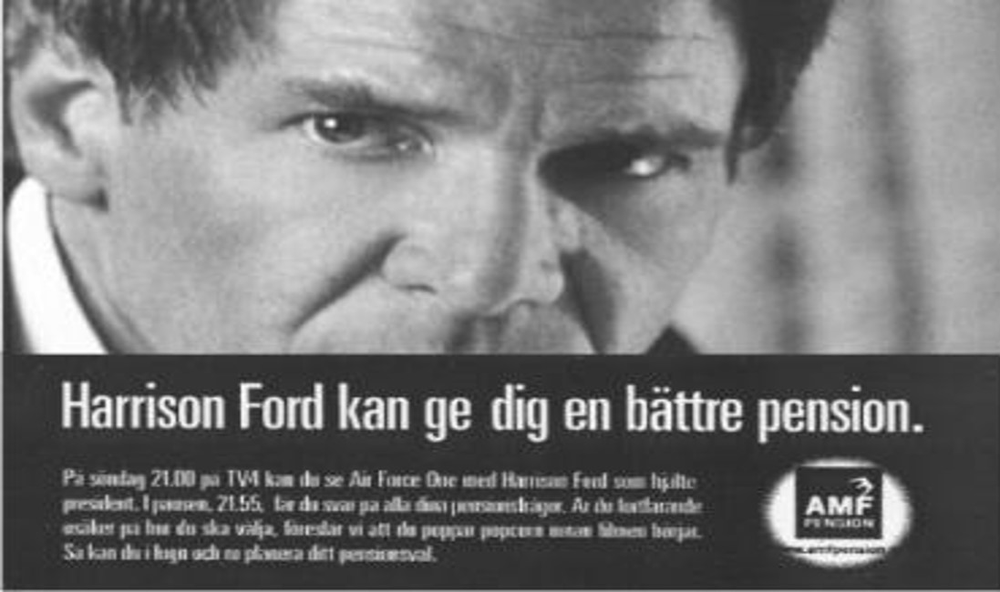 Harrison Ford kan ge dig en bättre pension.
På söndag 21.00 på TV4 kan du se Air Force One med Harrison Ford som hjälte
president. I pausen, 21.55, får du svar på alla dina pensionsfrågor. Är du fortfarande
osäker på hur du ska välja, föreslår vi att du poppar popcorn innan filmen börjar.
Så kan du i lugn och ro planera ditt pensionsval.
AMF
PENSION